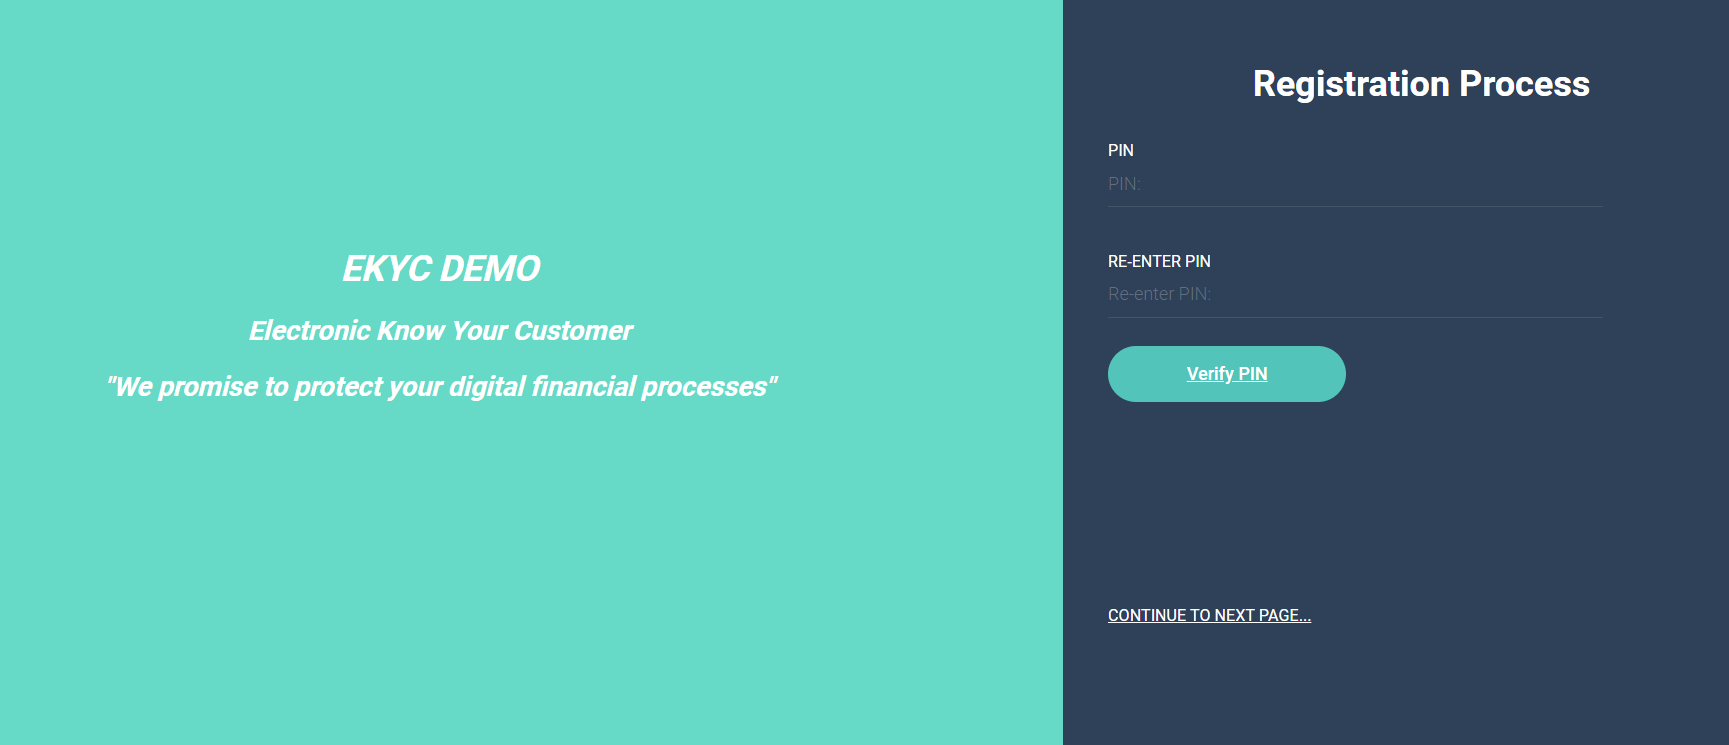 EKYC DEMO
Electronic Know Your Customer
"We promise to protect your digital financial processes"
Registration Process
PIN
PIN:
RE-ENTER PIN
Re-enter PIN:
Verify PIN
CONTINUE TO NEXT PAGE...